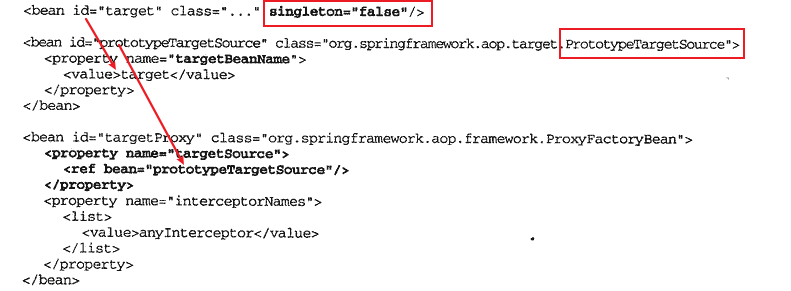 <bean id="target" class="..." singleton="false"/>
<bean id="prototypeTargetSource" class="org.springframework.aop.target.PrototypeTargetSource">
<property name="targetBeanName">
<value>target</value>
</property>
</bean>
<bean id="targetProxy" class="org.springframework.aop.framework.ProxyFactoryBean">
<property name="targetSource">
<ref bean="prototypeTargetSource"/>
</property>
<property name="interceptorNames">
<list>
<value>anyInterceptor</value>
</list>
</property>
</bean>